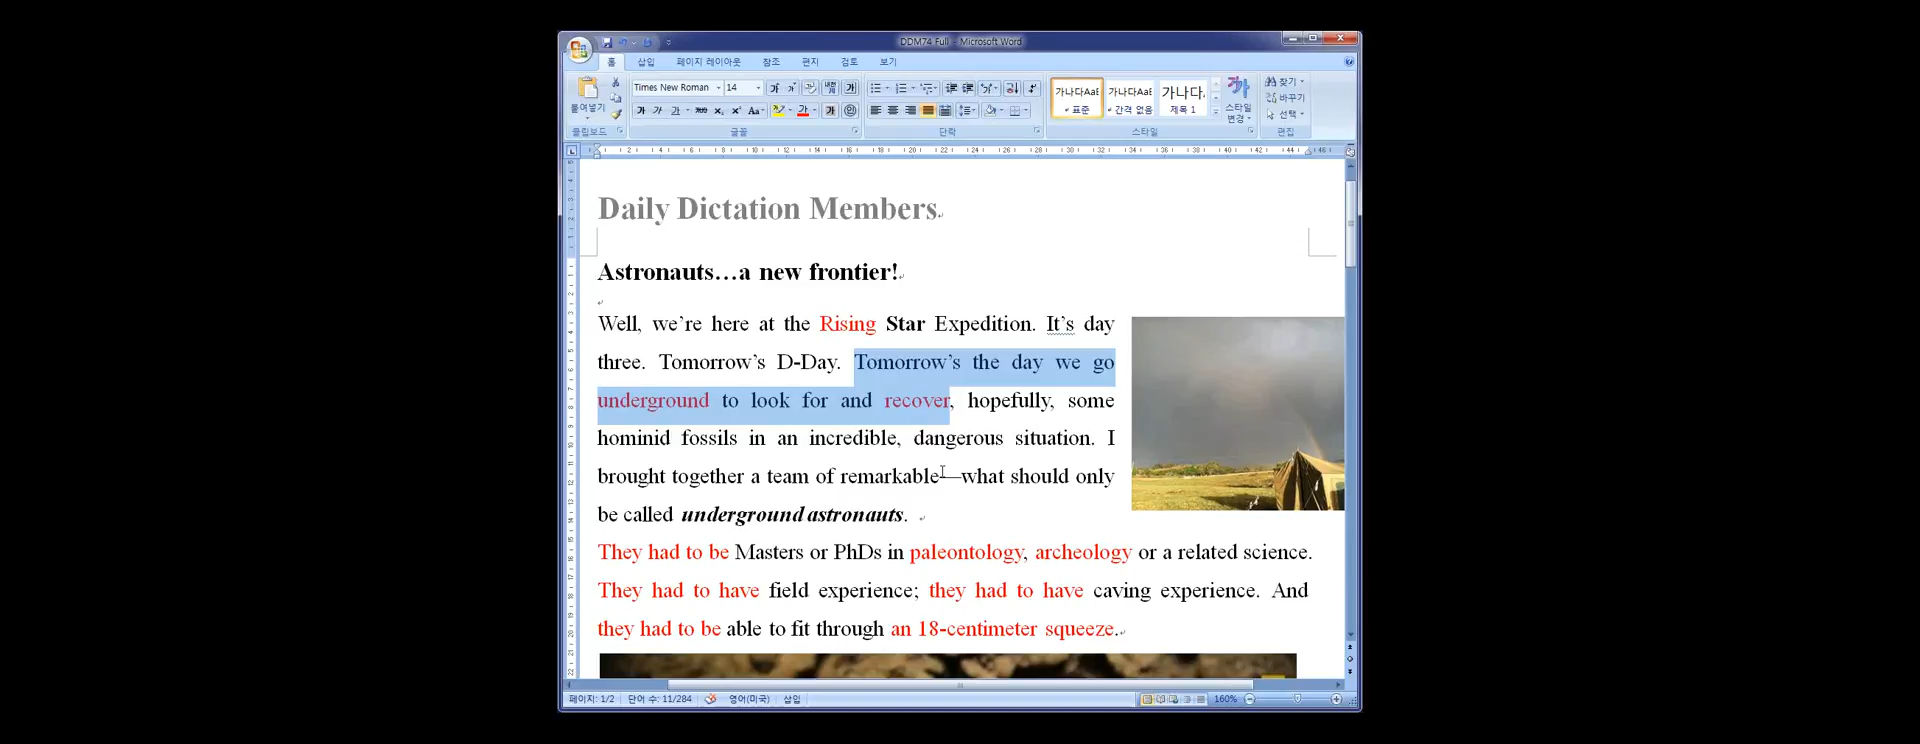 DDM74 Full - Microsoft Word
홈 삽입 페이지 레이아웃 참조 편지 검토 보기
붙여넣기
Times New Roman 14
가나다AaE 가나다AaE 가나다
표준 간격 없음 제목 1
스타일 변경
찾기
바꾸기
선택
클립보드 글꼴 단락 스타일 편집
Daily Dictation Members
Astronauts…a new frontier!
Well, we’re here at the Rising Star Expedition. It’s day
three. Tomorrow’s D-Day. Tomorrow’s the day we go
underground to look for and recover, hopefully, some
hominid fossils in an incredible, dangerous situation. I
brought together a team of remarkable—what should only
be called underground astronauts.
They had to be Masters or PhDs in paleontology, archeology or a related science.
They had to have field experience; they had to have caving experience. And
they had to be able to fit through an 18-centimeter squeeze.
페이지: 1/2 단어 수: 11/284 영어(미국) 삽입 160%